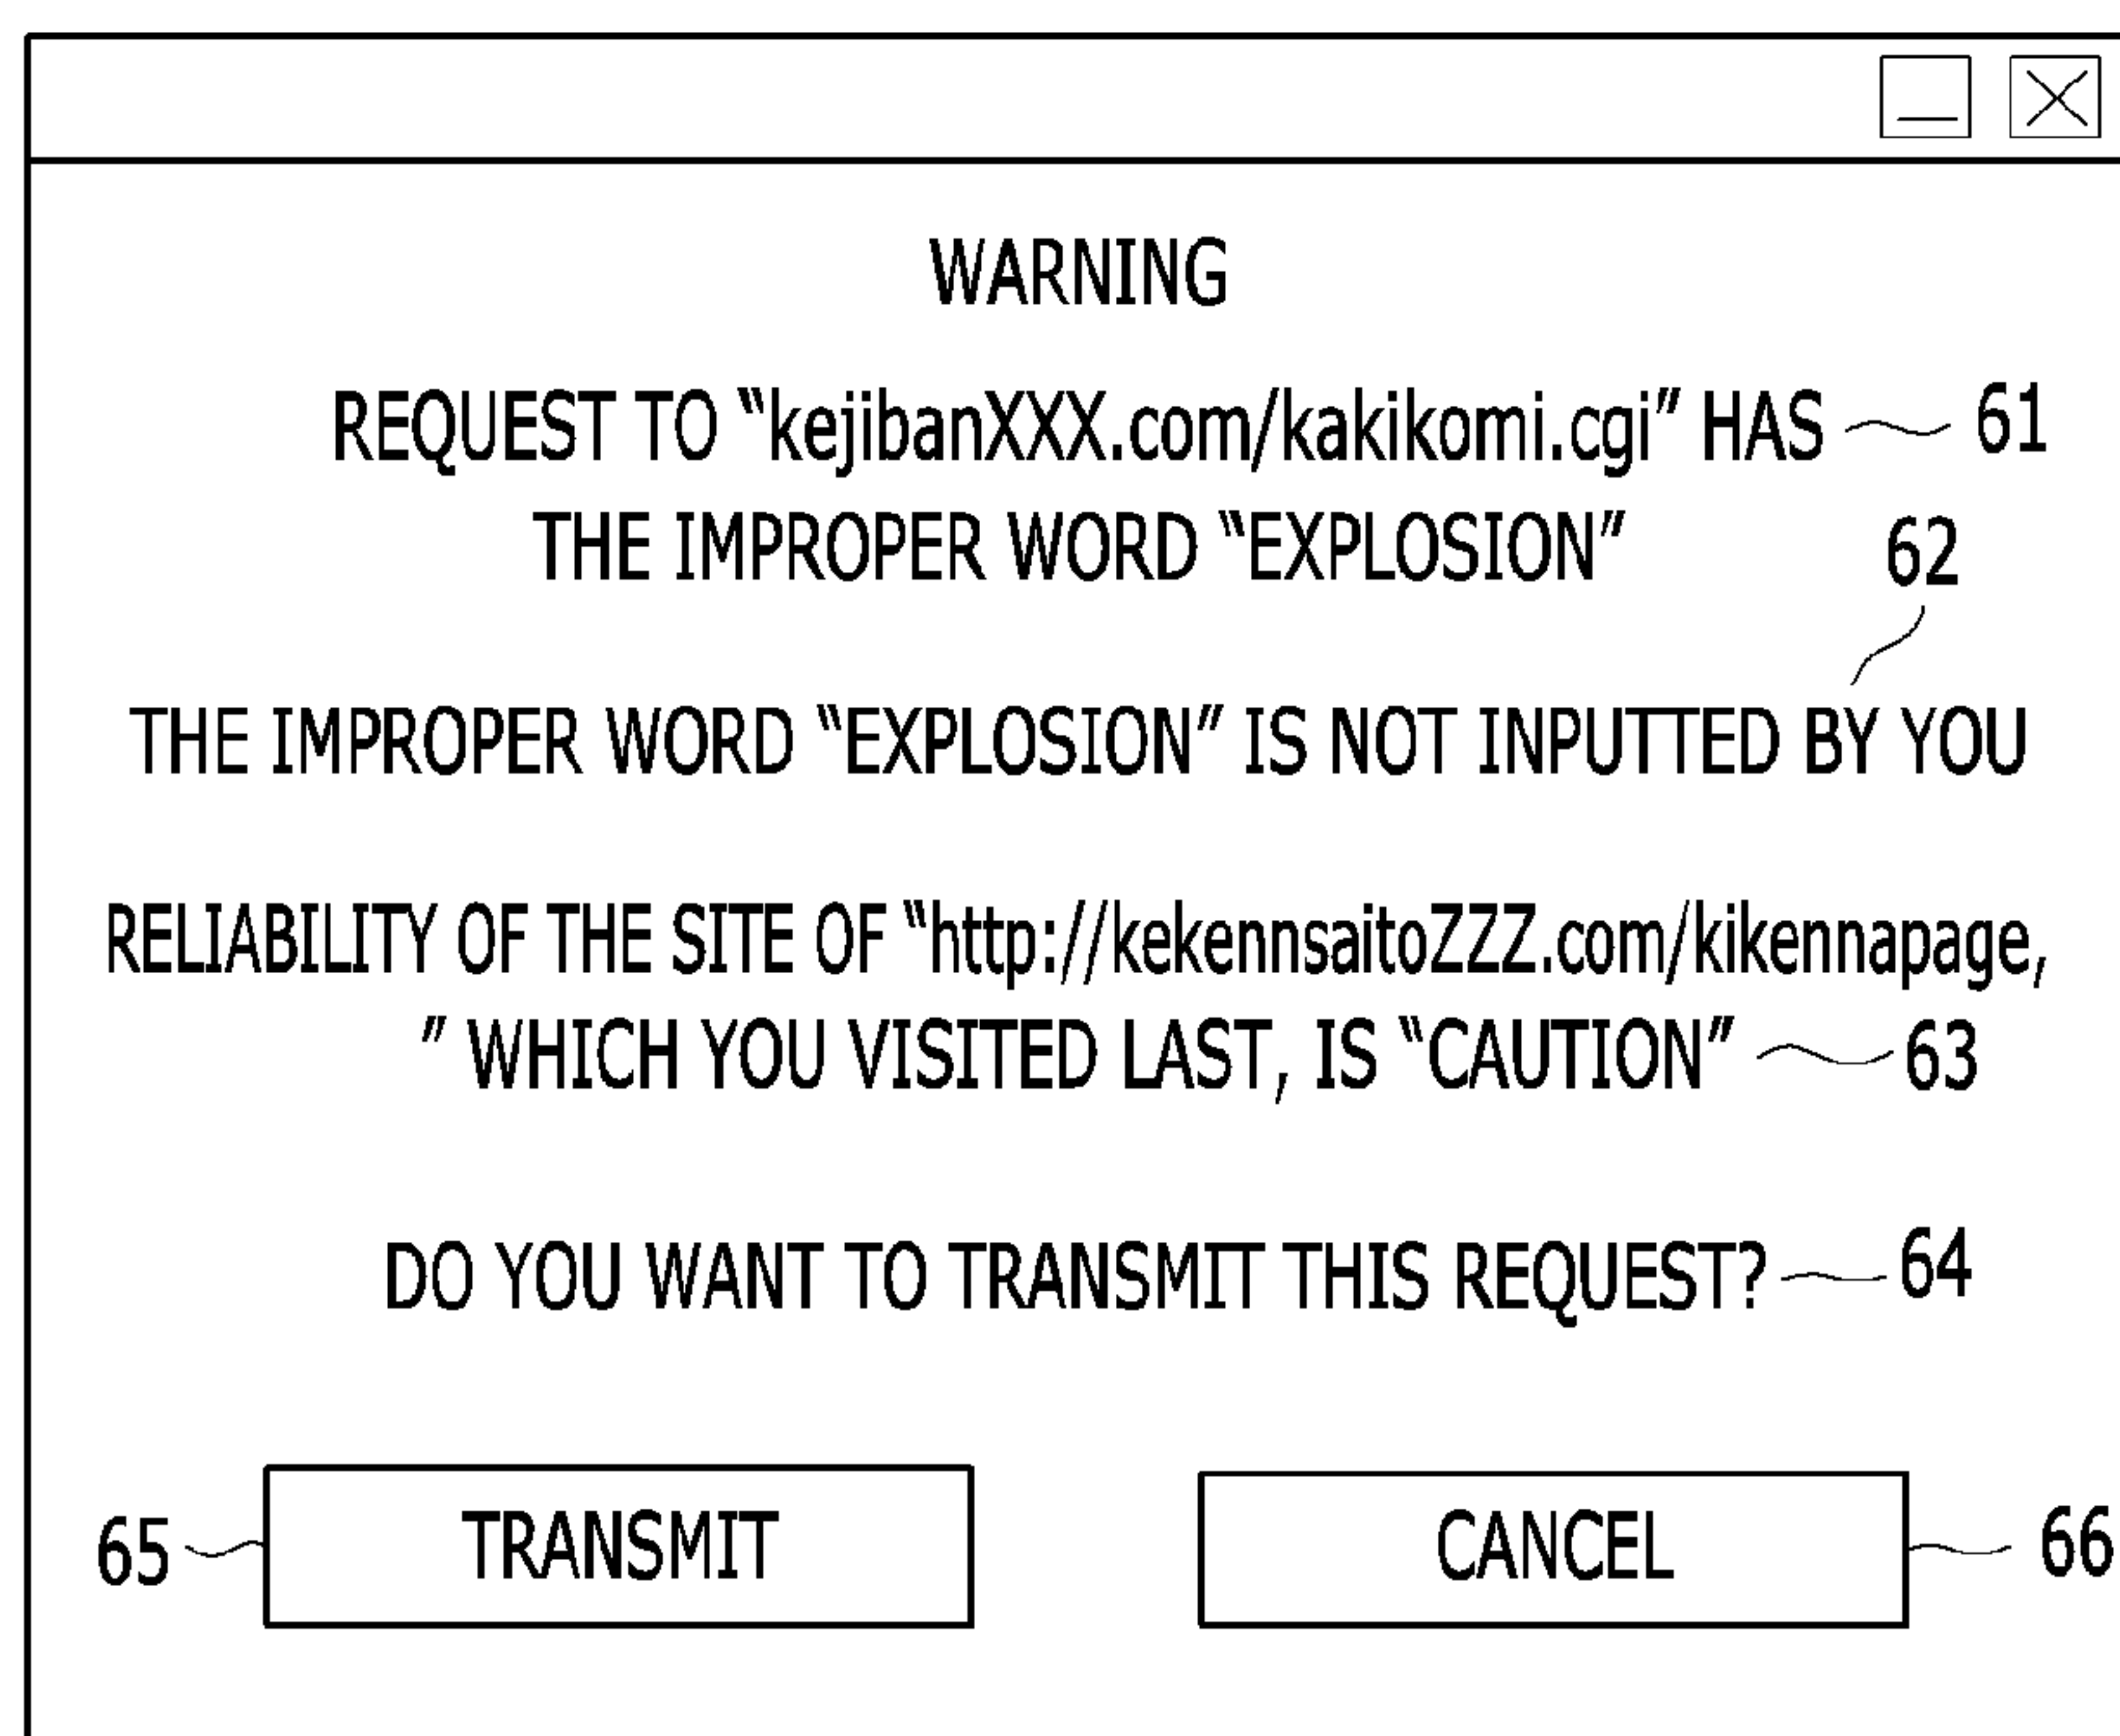 WARNING
REQUEST TO “kejibanXXX.com/kakikomi.cgi” HAS 61
THE IMPROPER WORD “EXPLOSION”
62
THE IMPROPER WORD “EXPLOSION” IS NOT INPUTTED BY YOU
RELIABILITY OF THE SITE OF “http://kekennsaitoZZZ.com/kikennapage,
” WHICH YOU VISITED LAST, IS “CAUTION” 63
DO YOU WANT TO TRANSMIT THIS REQUEST? 64
65 TRANSMIT CANCEL 66